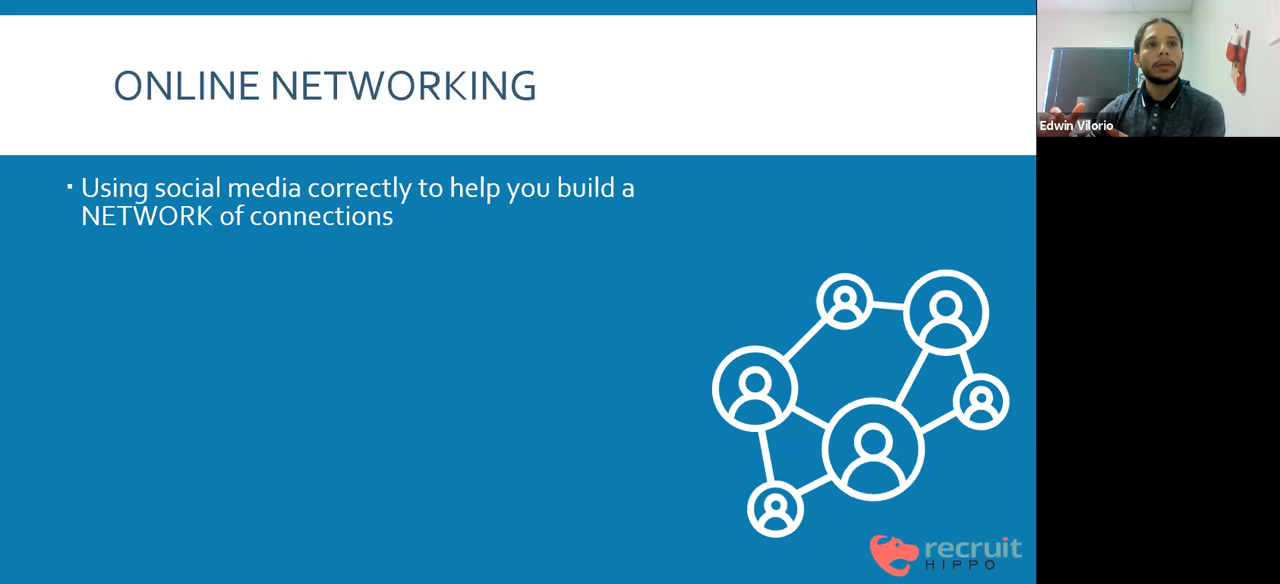 ONLINE NETWORKING
Edwin Vilorio
▪ Using social media correctly to help you build a
NETWORK of connections
recruit
HIPPO